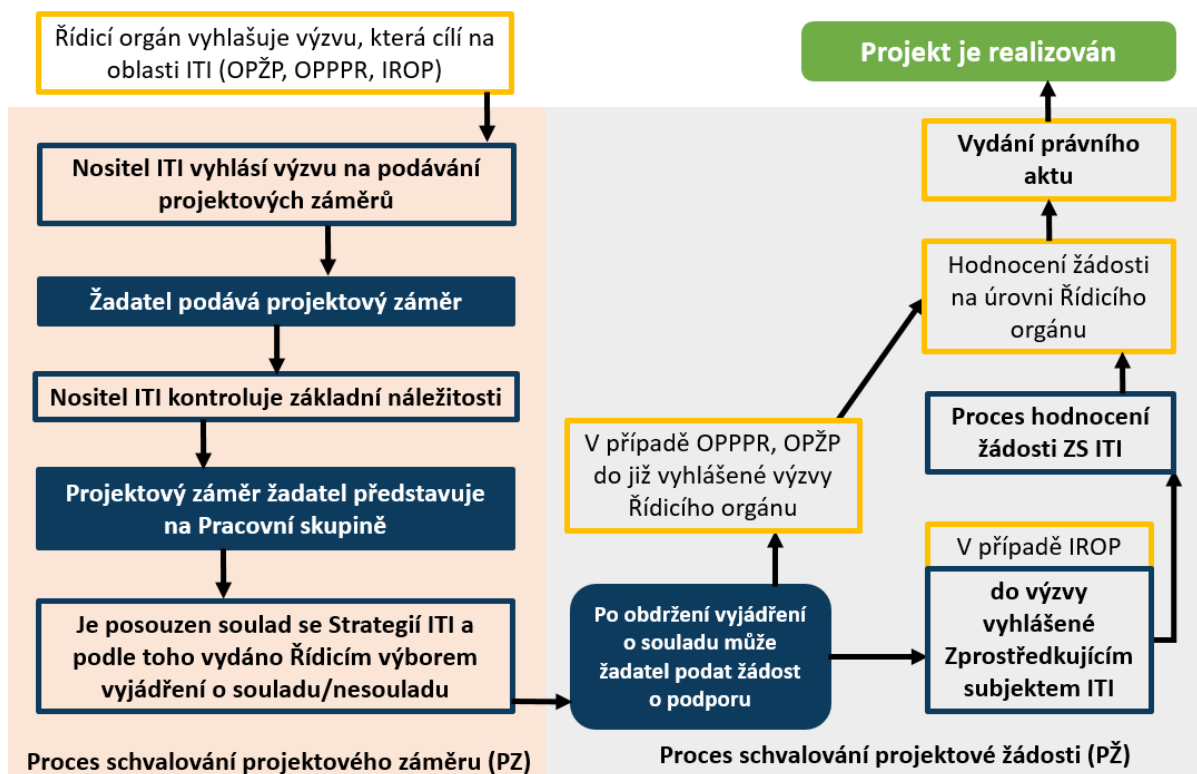 Řídicí orgán vyhlašuje výzvu, která cílí na
oblasti ITI (OPŽP, OPPPR, IROP)
Nositel ITI vyhlásí výzvu na podávání
projektových záměrů
Žadatel podává projektový záměr
Nositel ITI kontroluje základní náležitosti
Projektový záměr žadatel představuje
na Pracovní skupině
Je posouzen soulad se Strategií ITI a
podle toho vydáno Řídicím výborem
vyjádření o souladu/nesouladu
Proces schvalování projektového záměru (PZ)
Po obdržení vyjádření
o souladu může
žadatel podat žádost
o podporu
V případě OPPPR, OPŽP
do již vyhlášené výzvy
Řídicího orgánu
V případě IROP
do výzvy
vyhlášené
Zprostředkujícím
subjektem ITI
Proces hodnocení
žádosti ZS ITI
Hodnocení žádosti
na úrovni Řídicího
orgánu
Vydání právního
aktu
Projekt je realizován
Proces schvalování projektové žádosti (PŽ)